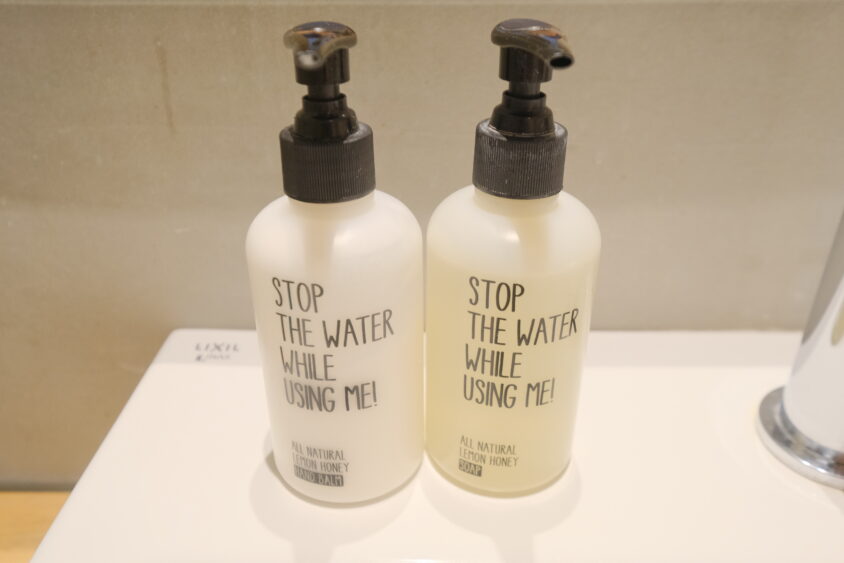 STOP
THE WATER
WHILE
USING ME!
ALL NATURAL
LEMON HONEY
HAND BALM
STOP
THE WATER
WHILE
USING ME!
ALL NATURAL
LEMON HONEY
SOAP
LIXIL